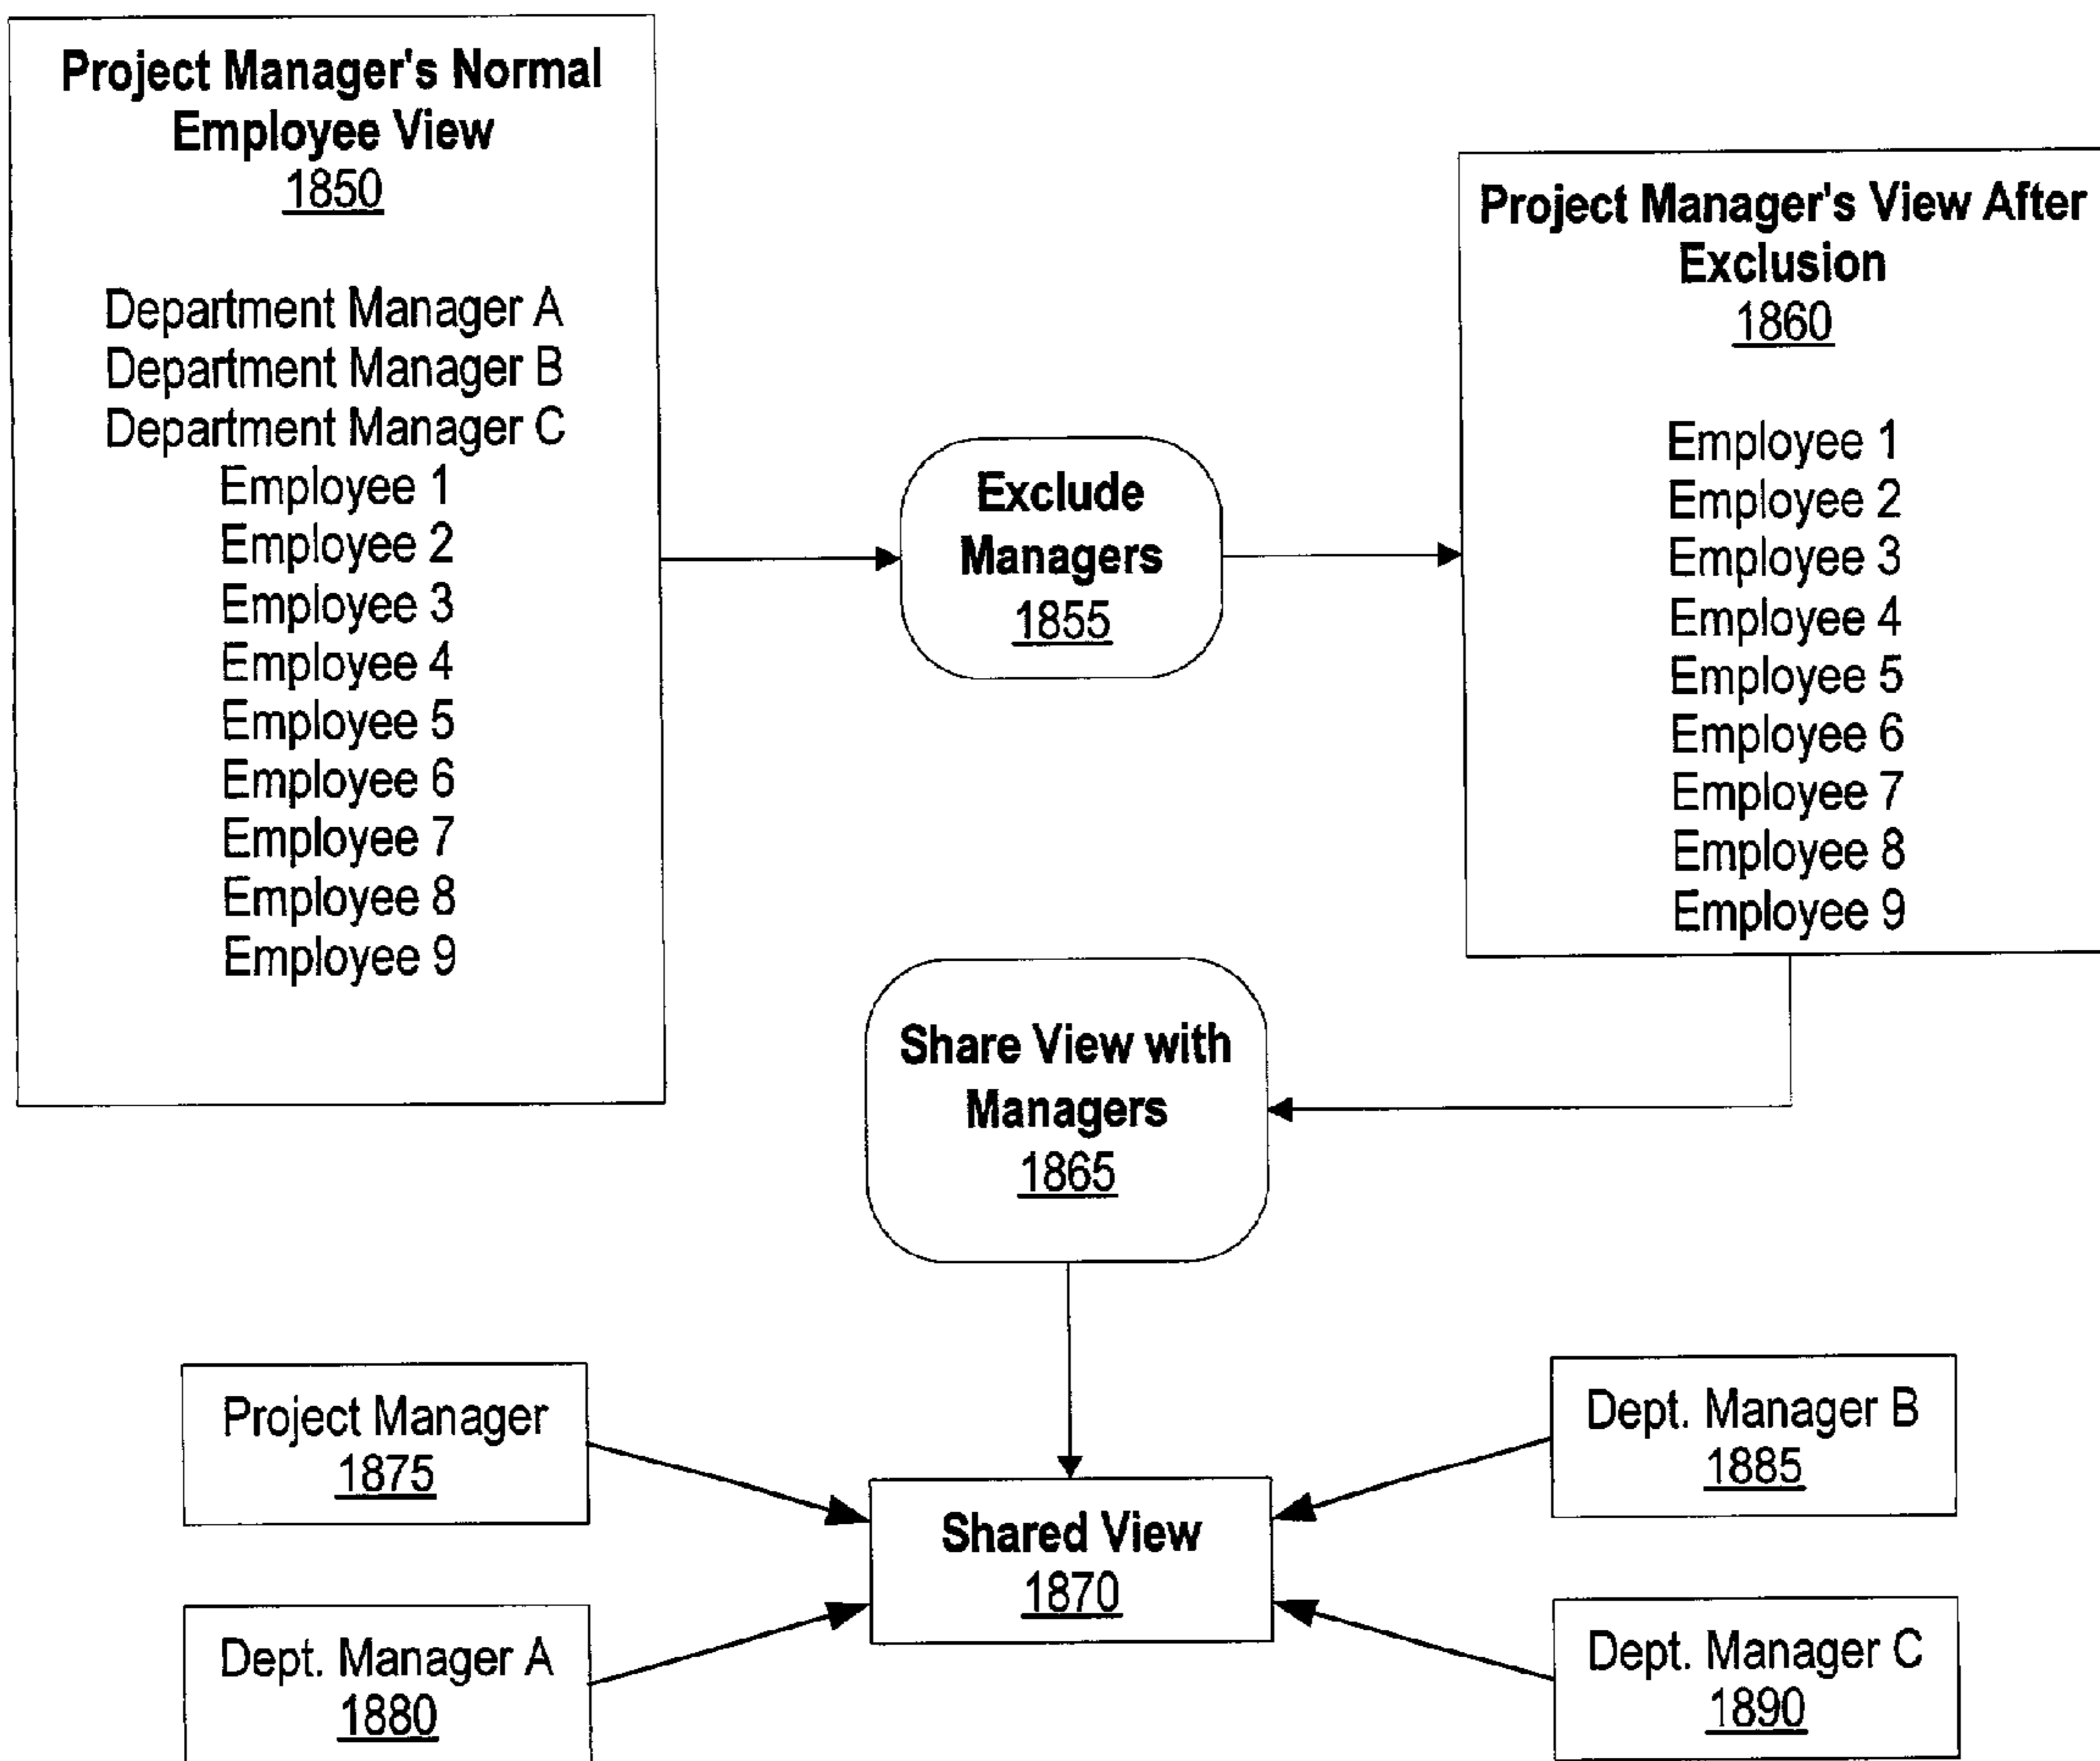 Project Manager's Normal
Employee View
1850
Department Manager A
Department Manager B
Department Manager C
Employee 1
Employee 2
Employee 3
Employee 4
Employee 5
Employee 6
Employee 7
Employee 8
Employee 9
Exclude
Managers
1855
Project Manager's View After
Exclusion
1860
Employee 1
Employee 2
Employee 3
Employee 4
Employee 5
Employee 6
Employee 7
Employee 8
Employee 9
Share View with
Managers
1865
Project Manager
1875
Dept. Manager A
1880
Shared View
1870
Dept. Manager B
1885
Dept. Manager C
1890